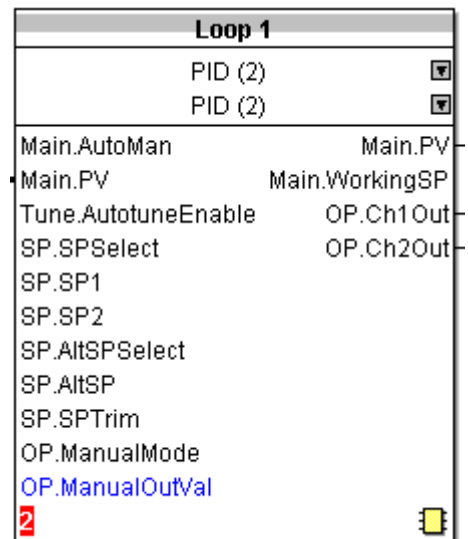 Loop 1
PID (2)
PID (2)
Main.AutoMan Main.PV
Main.PV Main.WorkingSP
Tune.AutotuneEnable OP.Ch1Out
SP.SPSelect OP.Ch2Out
SP.SP1
SP.SP2
SP.AltSPSelect
SP.AltSP
SP.SPTrim
OP.ManualMode
OP.ManualOutVal
2